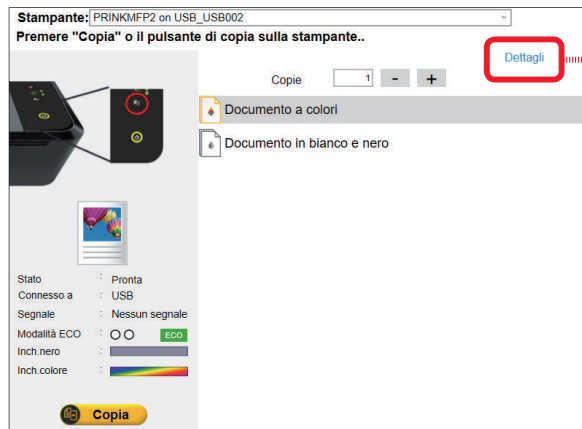 Stampante: PRINKMFP2 on USB_USB002
Premere "Copia" o il pulsante di copia sulla stampante..
Dettagli
Copie 1 - +
Documento a colori
Documento in bianco e nero
Stato : Pronta
Connesso a : USB
Segnale : Nessun segnale
Modalità ECO : ECO
Inch.nero :
Inch.colore :
Copia